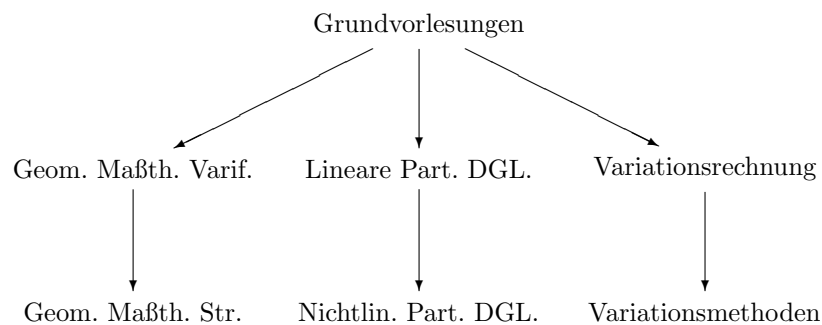 Grundvorlesungen
Geom. Maßth. Varif. Lineare Part. DGL. Variationsrechnung
Geom. Maßth. Str. Nichtlin. Part. DGL. Variationsmethoden